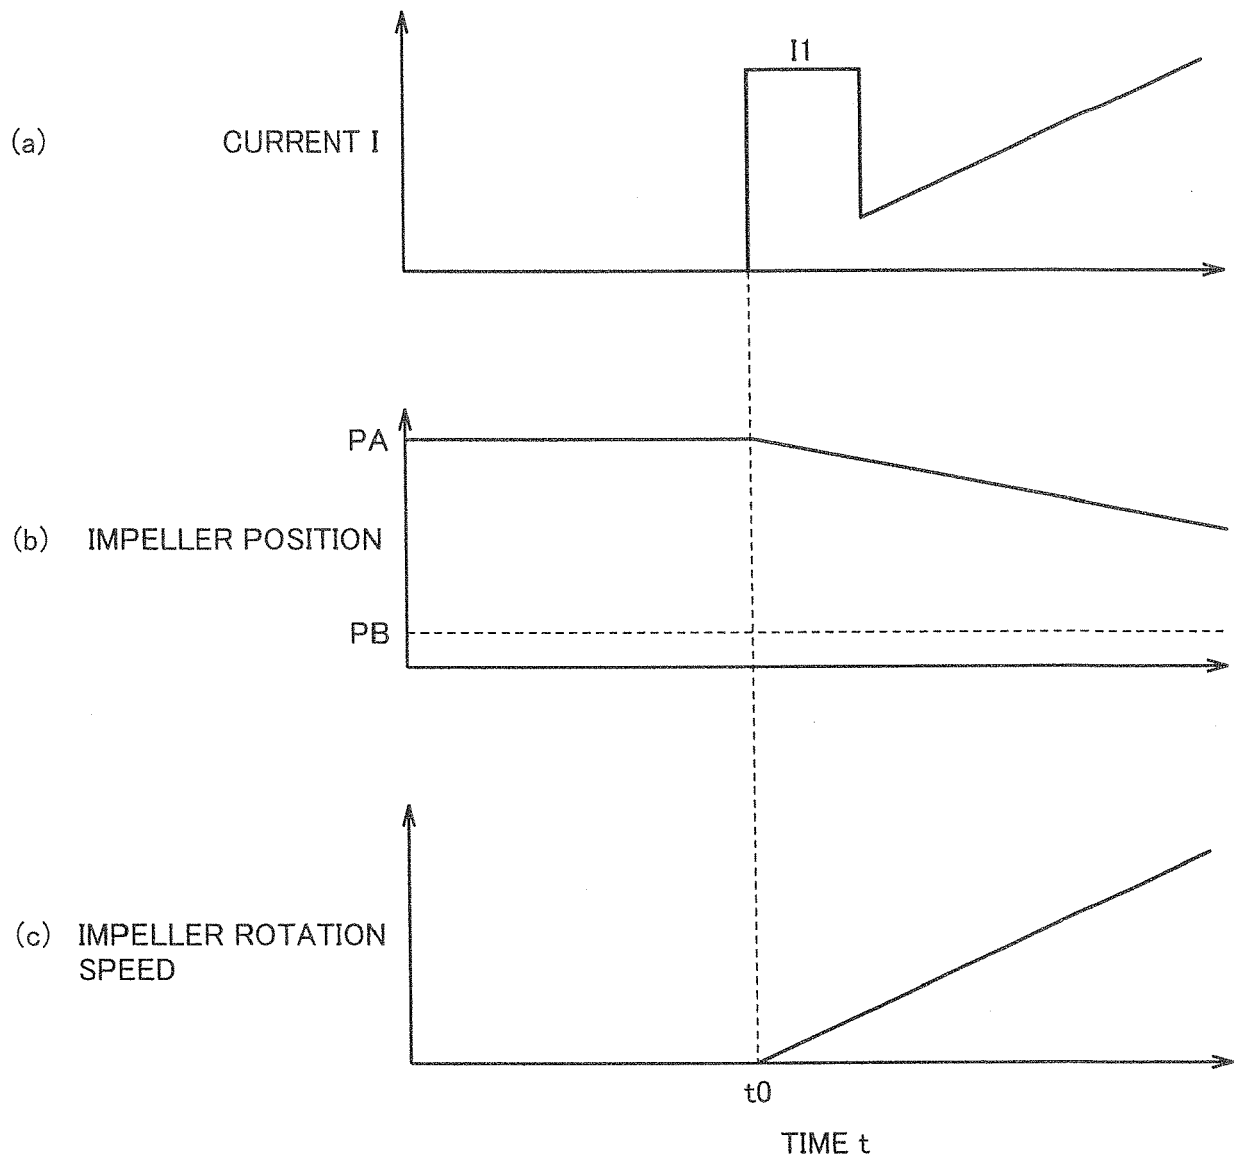 I1
(a) CURRENT I
PA
(b) IMPELLER POSITION
PB
(c) IMPELLER ROTATION
SPEED
t0
TIME t